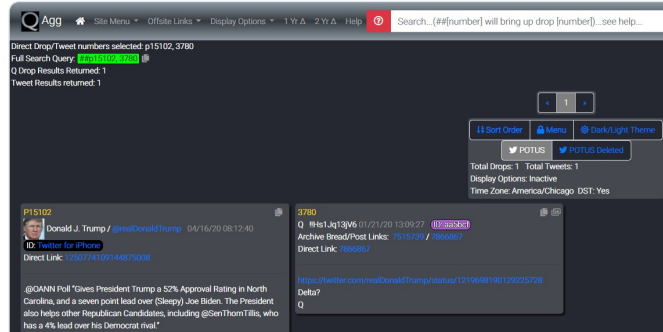 QAgg Site Menu Offsite Links Display Options 1 Yr Δ 2 Yr Δ Help ? Search...(##[number] will bring up drop [number])...see help...
Direct Drop/Tweet numbers selected: p15102, 3780
Full Search Query: ##p15102, 3780
Q Drop Results Returned: 1
Tweet Results returned: 1
« 1 »
Sort Order Menu Dark/Light Theme
POTUS POTUS Deleted
Total Drops: 1 Total Tweets: 1
Display Options: Inactive
Time Zone: America/Chicago DST: Yes
P15102
Donald J. Trump / @realDonaldTrump 04/16/20 08:12:40
ID: Twitter for iPhone
Direct Link: 1250774109144875008
.@OANN Poll "Gives President Trump a 52% Approval Rating in North
Carolina, and a seven point lead over (Sleepy) Joe Biden. The President
also helps other Republican Candidates, including @SenThomTillis, who
has a 4% lead over his Democrat rival."
3780
Q !!Hs1Jq13jV6 01/21/20 13:09:27 ID: aa5bcf
Archive Bread/Post Links: 7515739 / 7866867
Direct Link: 7866867
https://twitter.com/realDonaldTrump/status/1219698190129225728
Delta?
Q